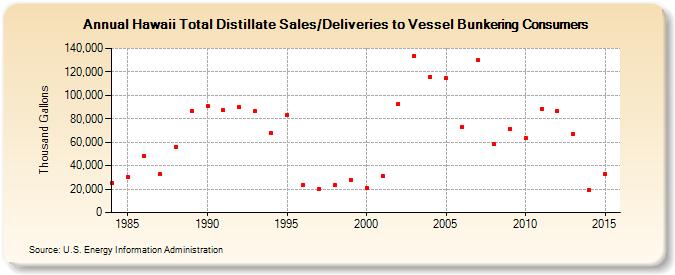 Annual Hawaii Total Distillate Sales/Deliveries to Vessel Bunkering Consumers
Thousand Gallons
140,000
120,000
100,000
80,000
60,000
40,000
20,000
0
1985 1990 1995 2000 2005 2010 2015
Source: U.S. Energy Information Administration